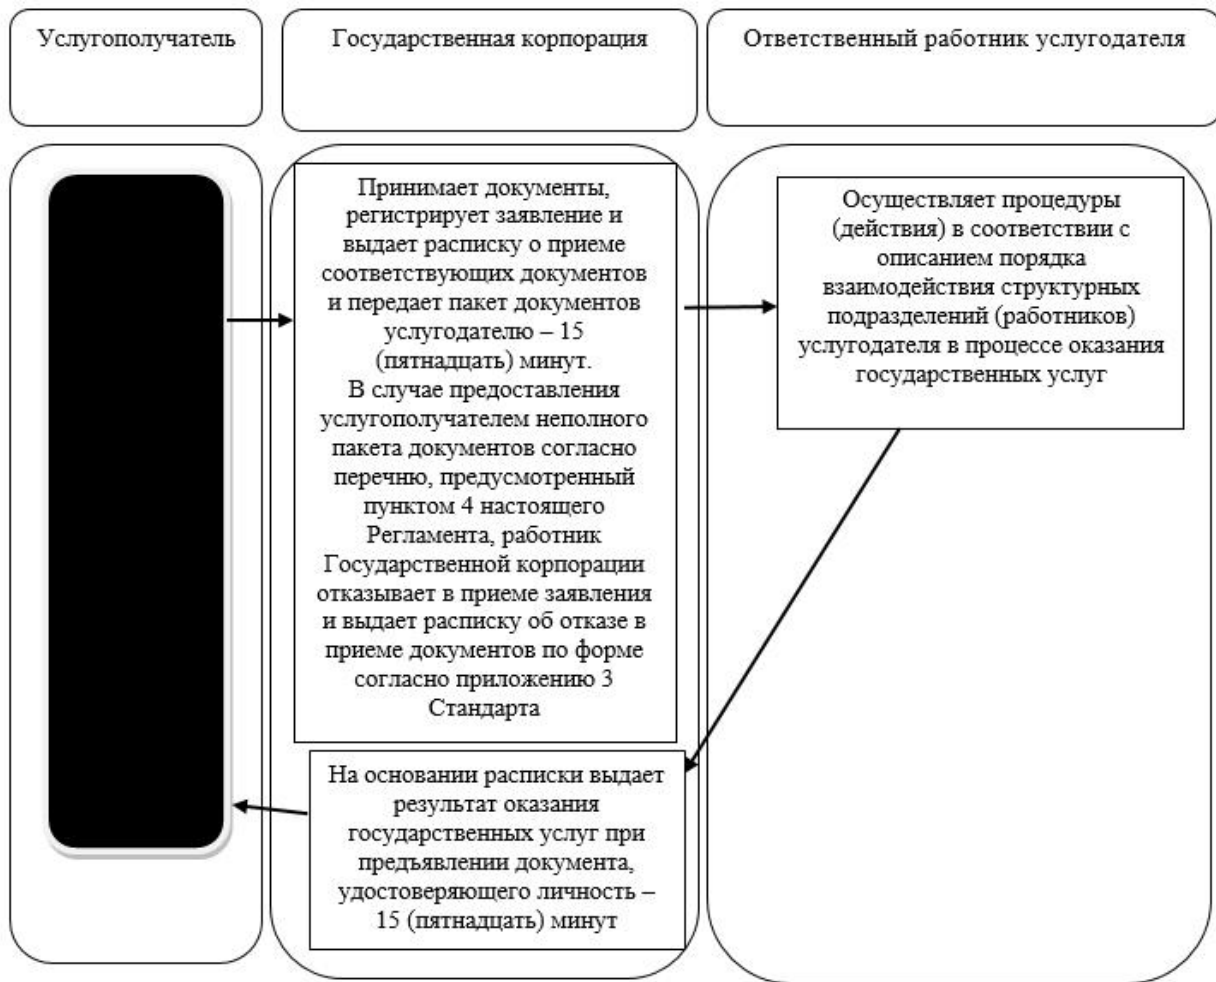 Услугополучатель
Государственная корпорация
Ответственный работник услугодателя
Принимает документы,
регистрирует заявление и
выдает расписку о приеме
соответствующих документов
и передает пакет документов
услугодателю – 15
(пятнадцать) минут.
В случае предоставления
услугополучателем неполного
пакета документов согласно
перечню, предусмотренный
пунктом 4 настоящего
Регламента, работник
Государственной корпорации
отказывает в приеме заявления
и выдает расписку об отказе в
приеме документов по форме
согласно приложению 3
Стандарта
Осуществляет процедуры
(действия) в соответствии с
описанием порядка
взаимодействия структурных
подразделений (работников)
услугодателя в процессе оказания
государственных услуг
На основании расписки выдает
результат оказания
государственных услуг при
предъявлении документа,
удостоверяющего личность –
15 (пятнадцать) минут